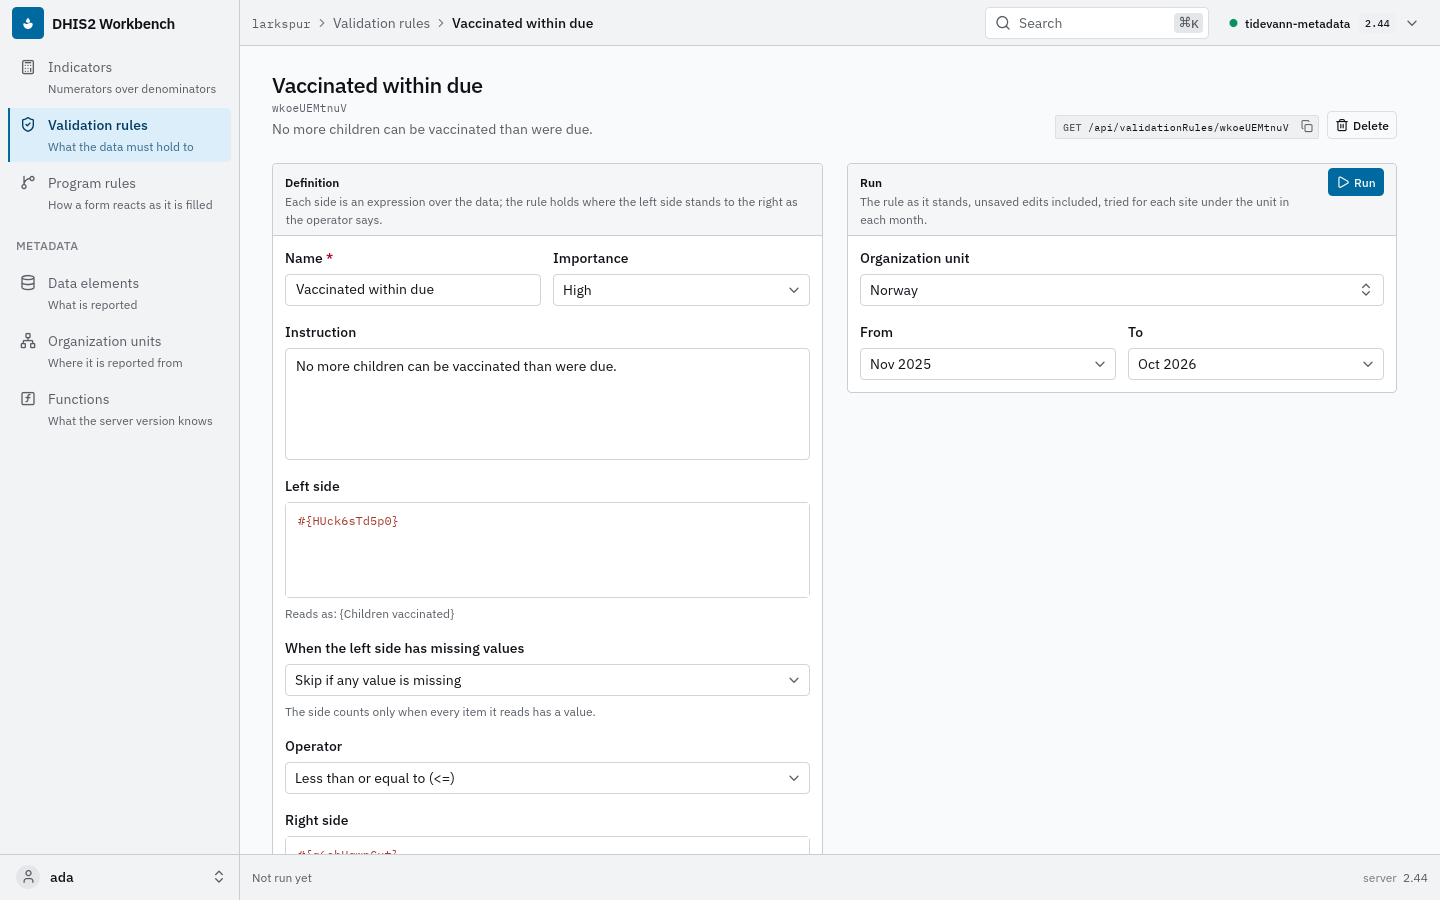 DHIS2 Workbench
larkspur
Validation rules
Vaccinated within due
Search
⌘K
tidevann-metadata
2.44
Indicators
Numerators over denominators
Validation rules
What the data must hold to
Program rules
How a form reacts as it is filled
METADATA
Data elements
What is reported
Organization units
Where it is reported from
Functions
What the server version knows
ada
Vaccinated within due
wkoeUEMtnuV
No more children can be vaccinated than were due.
GET /api/validationRules/wkoeUEMtnuV
Delete
Definition
Each side is an expression over the data; the rule holds where the left side stands to the right as
the operator says.
Name *
Importance
Vaccinated within due
High
Instruction
No more children can be vaccinated than were due.
Left side
#{HUck6sTd5p0}
Reads as: {Children vaccinated}
When the left side has missing values
Skip if any value is missing
The side counts only when every item it reads has a value.
Operator
Less than or equal to (<=)
Right side
Run
Run
The rule as it stands, unsaved edits included, tried for each site under the unit in
each month.
Organization unit
Norway
From
To
Nov 2025
Oct 2026
Not run yet
server 2.44